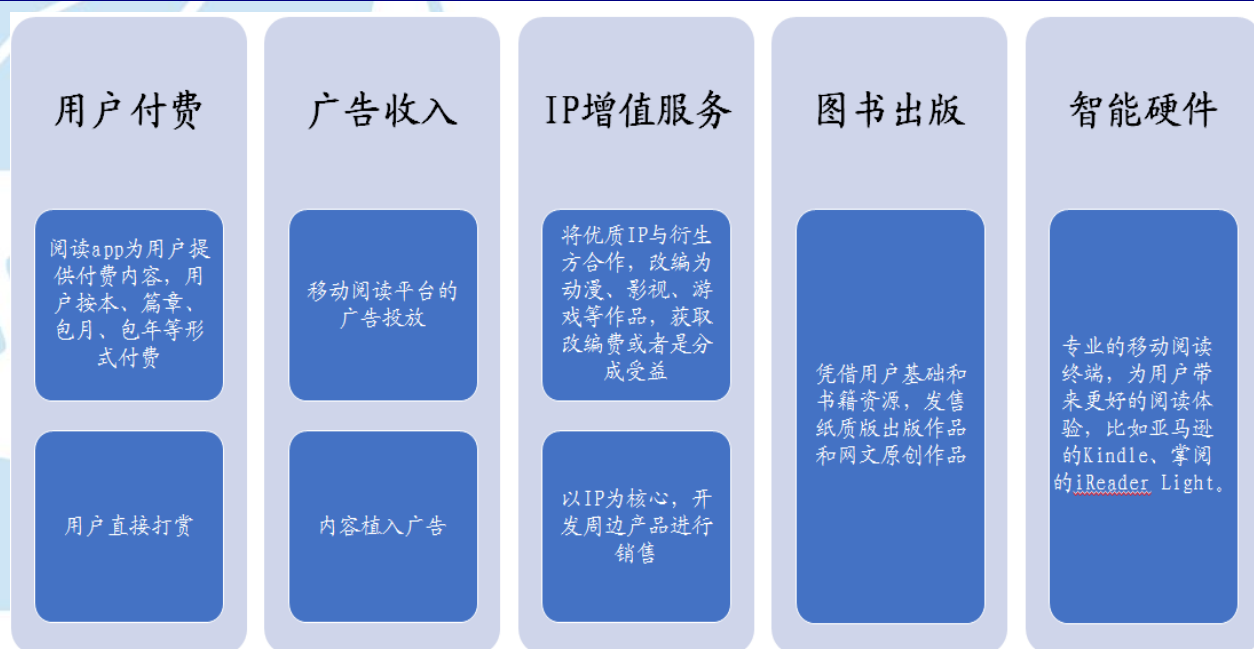 用户付费
阅读app为用户提
供付费内容，用
户按本、篇章、
包月、包年等形
式付费
用户直接打赏
广告收入
移动阅读平台的
广告投放
内容植入广告
IP增值服务
将优质IP与衍生
方合作，改编为
动漫、影视、游
戏等作品，获取
改编费或者是分
成受益
以IP为核心，开
发周边产品进行
销售
图书出版
凭借用户基础和
书籍资源，发售
纸质版出版作品
和网文原创作品
智能硬件
专业的移动阅读
终端，为用户带
来更好的阅读体
验，比如亚马逊
的Kindle、掌阅
的iReader Light。